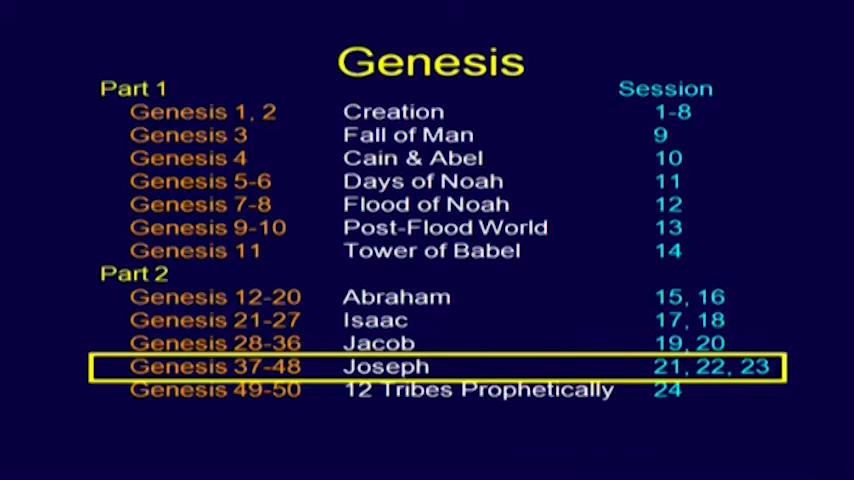 Genesis
Part 1 Session
Genesis 1, 2 Creation 1-8
Genesis 3 Fall of Man 9
Genesis 4 Cain & Abel 10
Genesis 5-6 Days of Noah 11
Genesis 7-8 Flood of Noah 12
Genesis 9-10 Post-Flood World 13
Genesis 11 Tower of Babel 14
Part 2
Genesis 12-20 Abraham 15, 16
Genesis 21-27 Isaac 17, 18
Genesis 28-36 Jacob 19, 20
Genesis 37-48 Joseph 21, 22, 23
Genesis 49-50 12 Tribes Prophetically 24